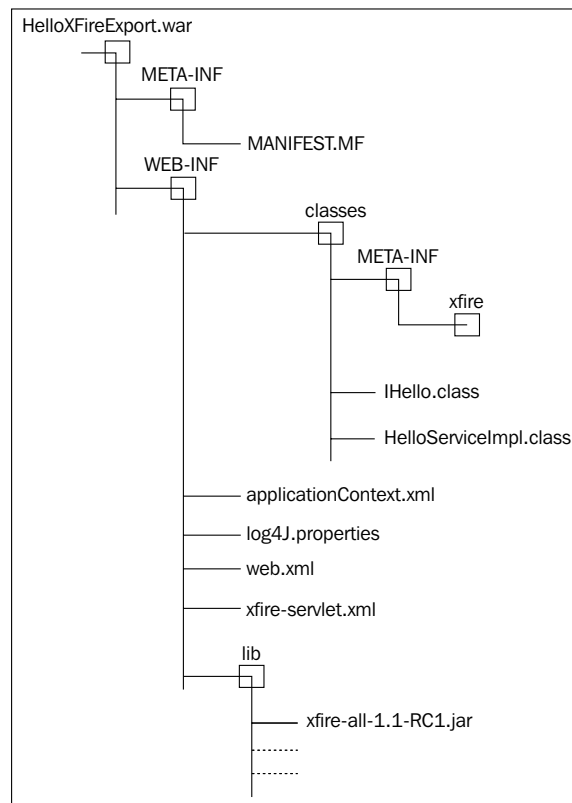 HelloXFireExport.war
META-INF
MANIFEST.MF
WEB-INF
classes
META-INF
xfire
IHello.class
HelloServiceImpl.class
applicationContext.xml
log4J.properties
web.xml
xfire-servlet.xml
lib
xfire-all-1.1-RC1.jar